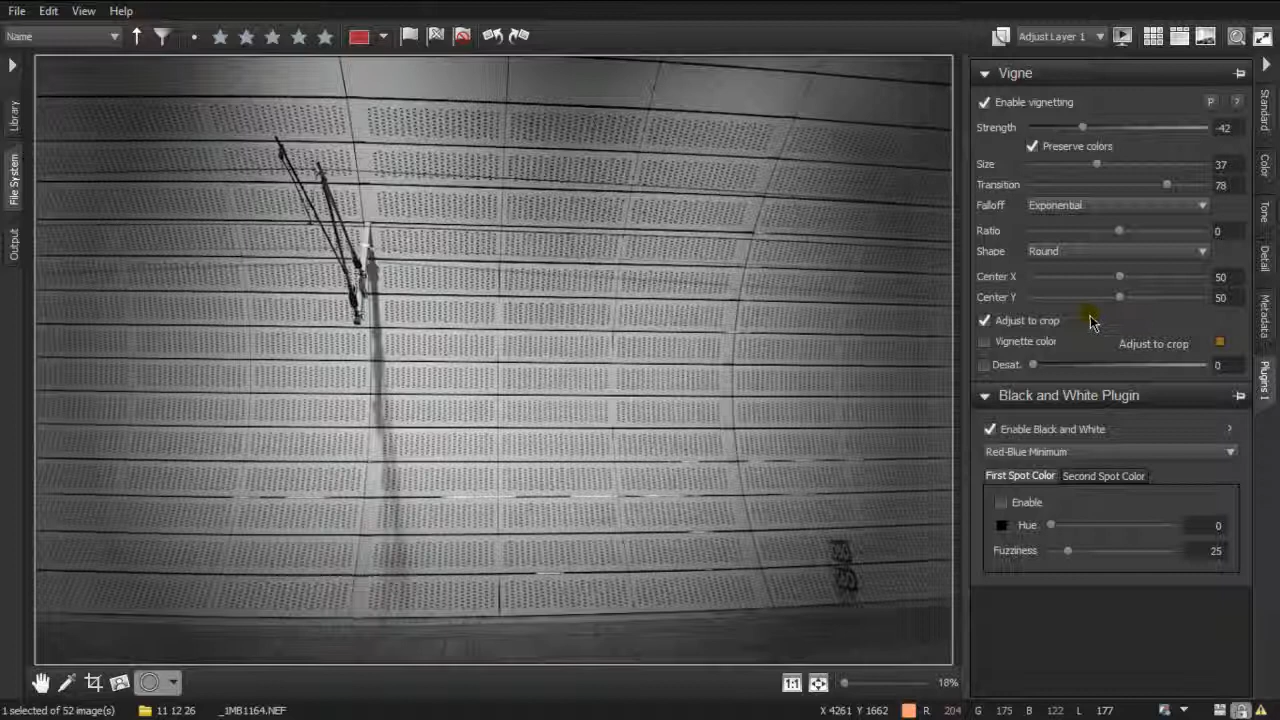 File Edit View Help
Name
Adjust Layer 1
Library
File System
Output
Vigne
Enable vignetting P ?
Strength -42
Preserve colors
Size 37
Transition 78
Falloff Exponential
Ratio 0
Shape Round
Center X 50
Center Y 50
Adjust to crop
Vignette color
Adjust to crop
Desat. 0
Black and White Plugin
Enable Black and White
Red-Blue Minimum
First Spot Color Second Spot Color
Enable
Hue 0
Fuzziness 25
Standard
Color
Tone
Detail
Metadata
Plugins 1
1:1
18%
1 selected of 52 image(s) 11 12 26 _1MB1164.NEF X 4261 Y 1662 R 204 G 175 B 122 L 177